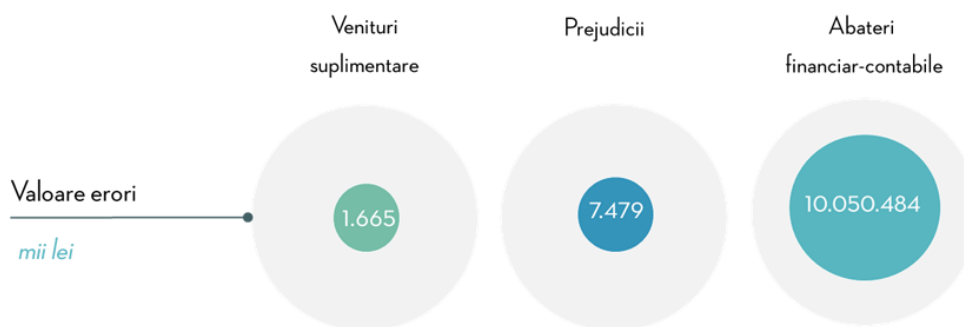 Venituri
suplimentare
Prejudicii
Abateri
financiar-contabile
Valoare erori
mii lei
1.665
7.479
10.050.484